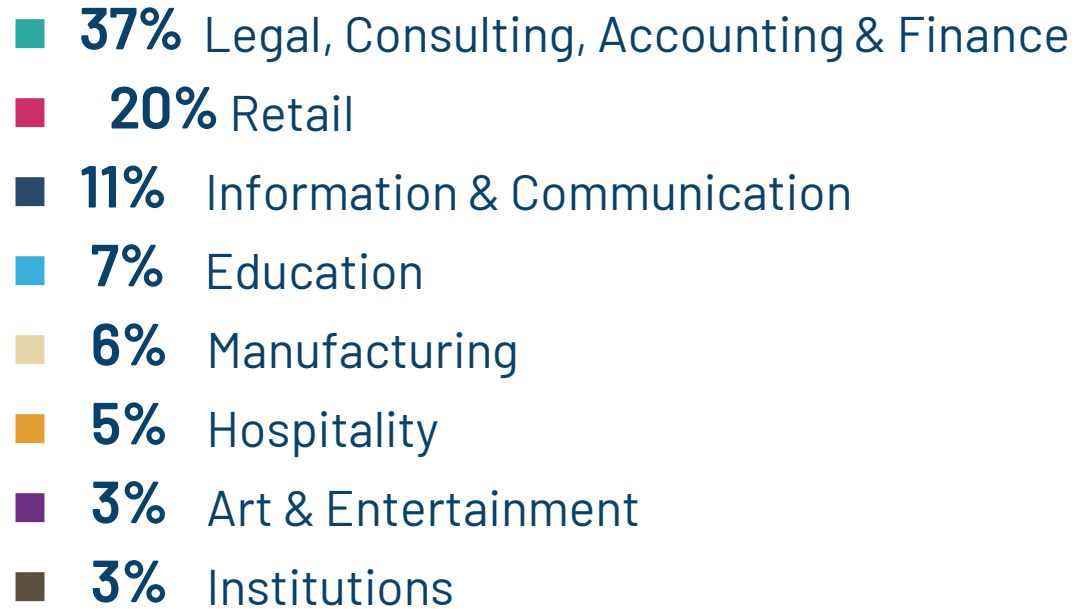 37% Legal, Consulting, Accounting & Finance
20% Retail
11% Information & Communication
7% Education
6% Manufacturing
5% Hospitality
3% Art & Entertainment
3% Institutions